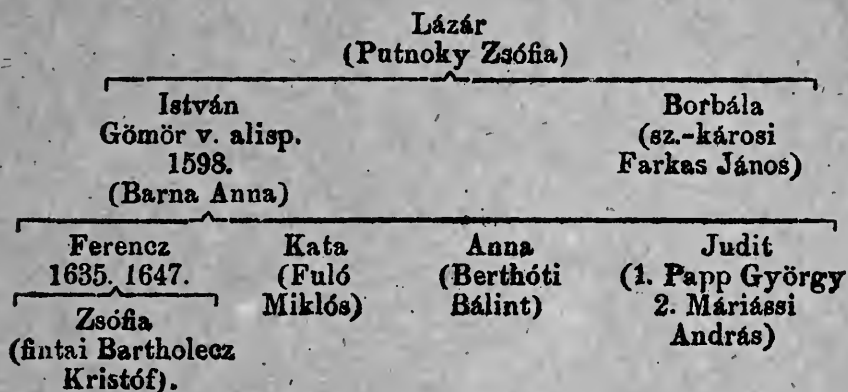 Lázár
(Putnoky Zsófia)
István
Gömör v. alisp.
1598.
(Barna Anna)
Borbála
(sz.-károsi
Farkas János)
Ferencz
1635. 1647.
Kata
(Fuló
Miklós)
Anna
(Berthóti
Bálint)
Judit
(1. Papp György
2. Máriássi
András)
Zsófia
(fintai Bartholecz
Kristóf).